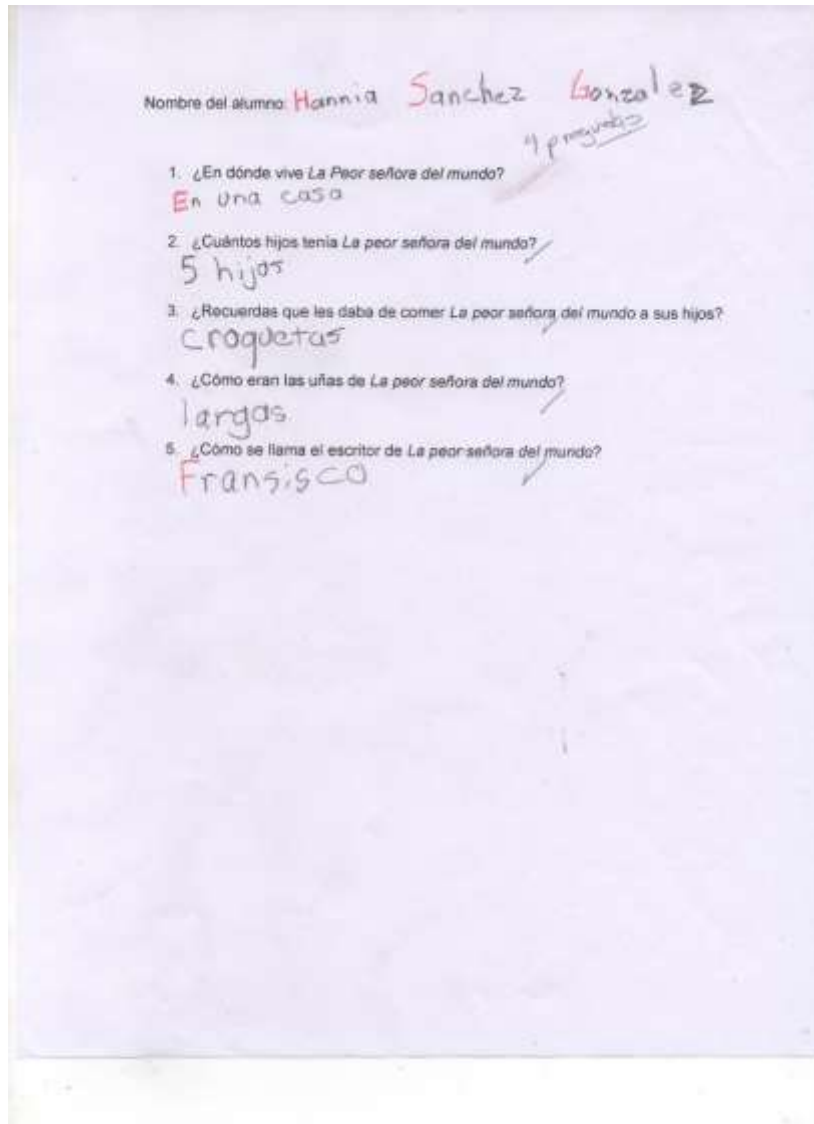 Nombre del alumno: Hannia Sanchez Gonzalez
4 preguntas
1. ¿En dónde vive La Peor señora del mundo?
En una casa
2. ¿Cuántos hijos tenía La peor señora del mundo?
5 hijos
3. ¿Recuerdas que les daba de comer La peor señora del mundo a sus hijos?
croquetas
4. ¿Cómo eran las uñas de La peor señora del mundo?
largas
5. ¿Cómo se llama el escritor de La peor señora del mundo?
Fransisco